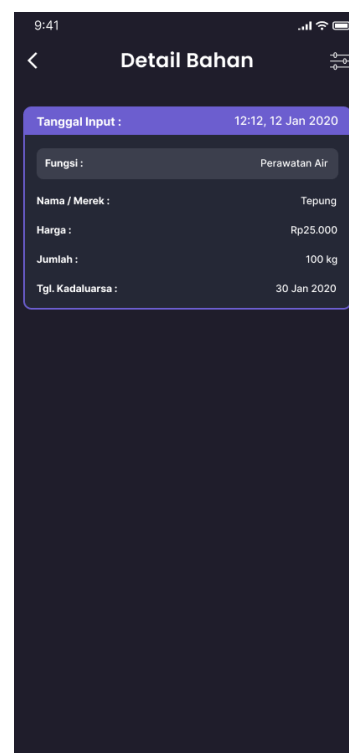 9:41
Detail Bahan
Tanggal Input : 12:12, 12 Jan 2020
Fungsi : Perawatan Air
Nama / Merek : Tepung
Harga : Rp25.000
Jumlah : 100 kg
Tgl. Kadaluarsa : 30 Jan 2020